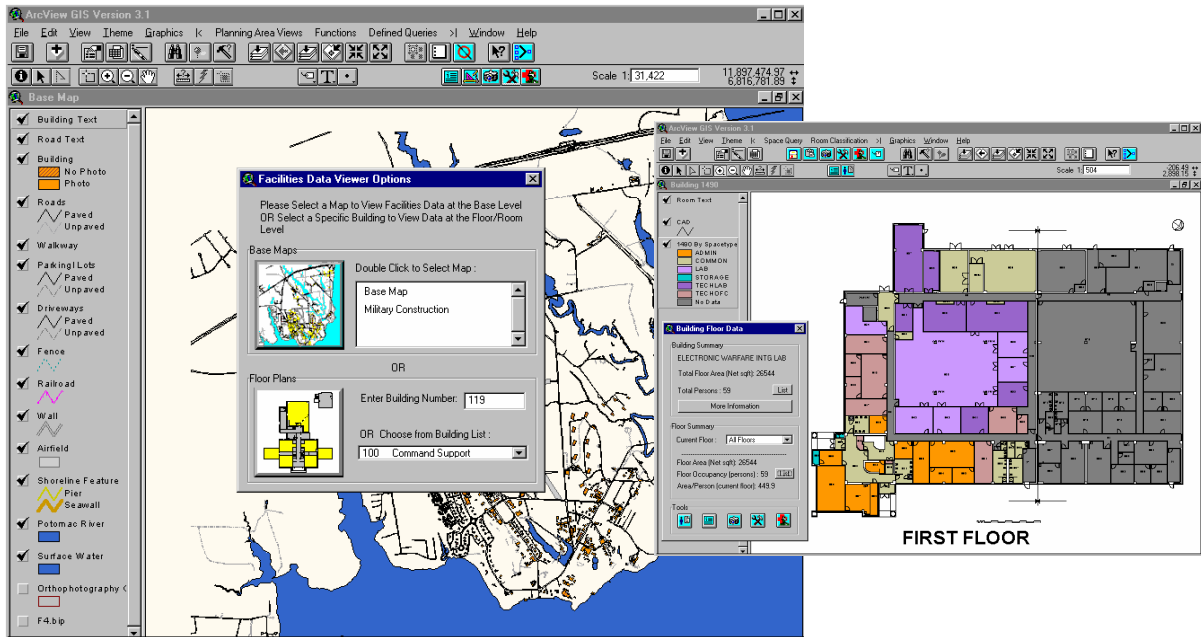 ArcView GIS Version 3.1
File Edit View Theme Graphics |< Planning Area Views Functions Defined Queries >| Window Help
Scale 1: 31,422
11,897,474.97
6,816,781.89
Base Map
Building Text
Road Text
Building
No Photo
Photo
Roads
Paved
Unpaved
Walkway
Parking\ Lots
Paved
Unpaved
Driveways
Paved
Unpaved
Fence
Railroad
Wall
Airfield
Shoreline Feature
Pier
Seawall
Potomac River
Surface Water
Orthophotography (
F4.bip
Facilities Data Viewer Options
Please Select a Map to View Facilities Data at the Base Level
OR Select a Specific Building to View Data at the Floor/Room
Level
Base Maps
Double Click to Select Map :
Base Map
Military Construction
OR
Floor Plans
Enter Building Number: 119
OR Choose from Building List :
100 Command Support
ArcView GIS Version 3.1
File Edit View Theme |< Space Query Room Classification >| Graphics Window Help
Scale 1: 504
-206.49
2,898.15
Building 1490
Room Text
CAD
1490 By Spacetype
ADMIN
COMMON
LAB
STORAGE
TECHLAB
TECHOFC
No Data
Building Floor Data
Building Summary
ELECTRONIC WARFARE INTG LAB
Total Floor Area (Net sqft): 26544
Total Persons : 59
List
More Information
Floor Summary
Current Floor : All Floors
Floor Area (Net sqft): 26544
Floor Occupancy (persons) : 59 List
Area/Person (current floor): 449.9
Tools
FIRST FLOOR